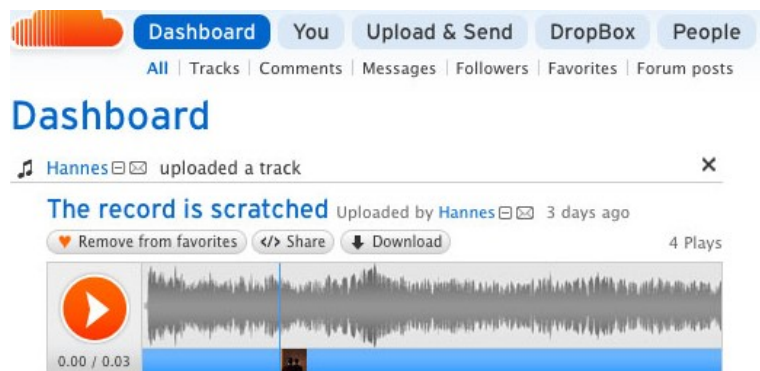 Dashboard You Upload & Send DropBox People
All | Tracks | Comments | Messages | Followers | Favorites | Forum posts
Dashboard
Hannes uploaded a track
The record is scratched Uploaded by Hannes 3 days ago
Remove from favorites </> Share Download 4 Plays
0.00 / 0.03